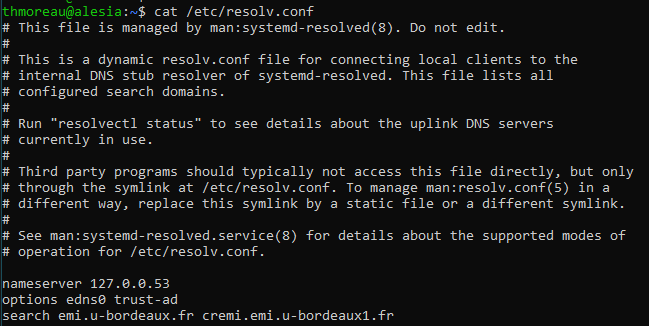 thmoreau@alesia:~$ cat /etc/resolv.conf
# This file is managed by man:systemd-resolved(8). Do not edit.
#
# This is a dynamic resolv.conf file for connecting local clients to the
# internal DNS stub resolver of systemd-resolved. This file lists all
# configured search domains.
#
# Run "resolvectl status" to see details about the uplink DNS servers
# currently in use.
#
# Third party programs should typically not access this file directly, but only
# through the symlink at /etc/resolv.conf. To manage man:resolv.conf(5) in a
# different way, replace this symlink by a static file or a different symlink.
#
# See man:systemd-resolved.service(8) for details about the supported modes of
# operation for /etc/resolv.conf.

nameserver 127.0.0.53
options edns0 trust-ad
search emi.u-bordeaux.fr cremi.emi.u-bordeaux1.fr